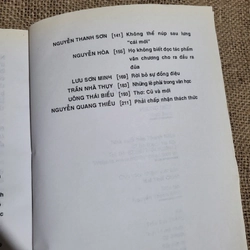 NGUYỄN THANH SƠN [141] Không thể núp sau lưng
"cái mới"
NGUYỄN HÒA [155] Họ không biết đọc tác phẩm
văn chương cho ra đầu ra
đũa
LƯU SƠN MINH [169] Rời bỏ sự đồng điệu
TRẦN NHÃ THỤY [183] Những lề phải trong văn học
UÔNG THÁI BIỂU [193] Thơ: Cũ và mới
NGUYỄN QUANG THIỀU [211] Phải chấp nhận thách thức